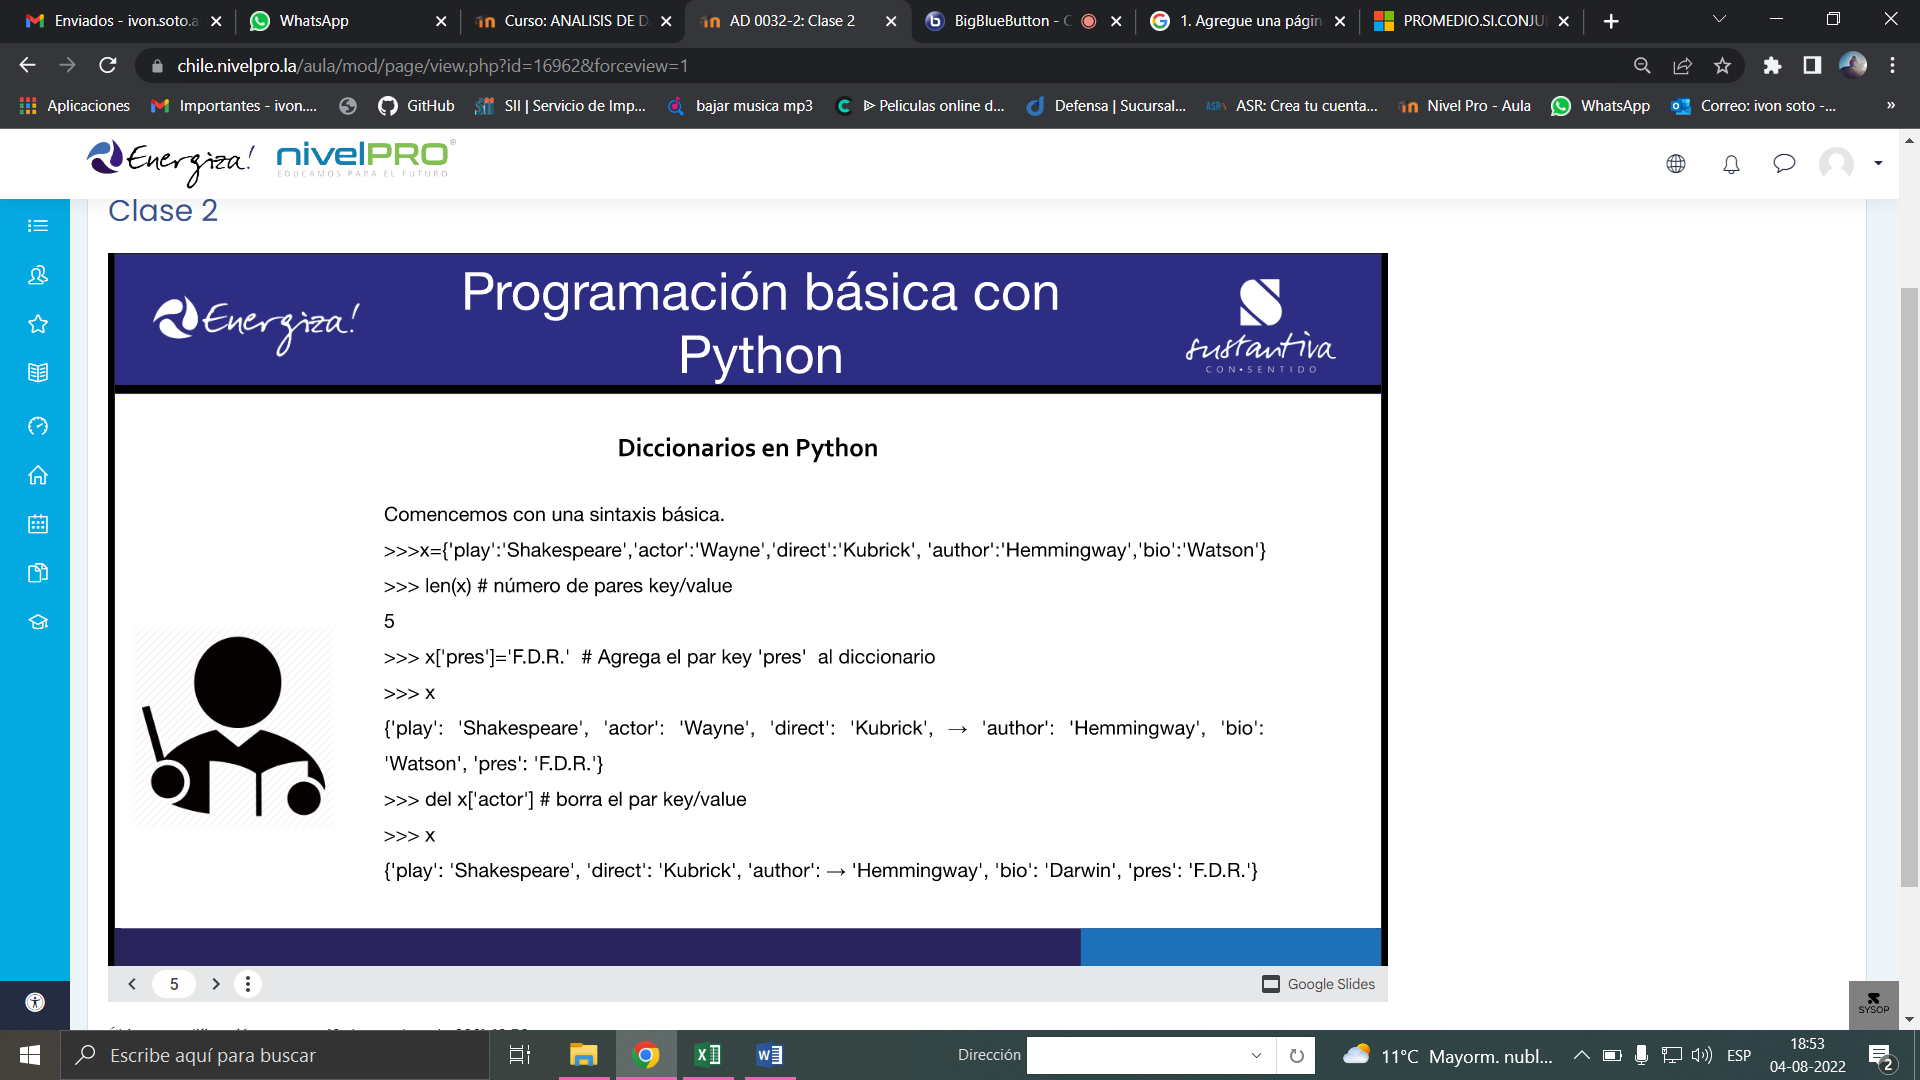 Enviados - ivon.soto.a
WhatsApp
Curso: ANALISIS DE D
AD 0032-2: Clase 2
BigBlueButton - C
1. Agregue una págin
PROMEDIO.SI.CONJU
chile.nivelpro.la/aula/mod/page/view.php?id=16962&forceview=1
Aplicaciones
Importantes - ivon....
GitHub
SII | Servicio de Imp...
bajar musica mp3
ᐅ Peliculas online d...
Defensa | Sucursal...
ASR: Crea tu cuenta...
Nivel Pro - Aula
WhatsApp
Correo: ivon soto -...
»
Energiza!
nivelPRO
EDUCAMOS PARA EL FUTURO
Clase 2
Energiza!
Programación básica con
Python
sustantiva
CON•SENTIDO
Diccionarios en Python
Comencemos con una sintaxis básica.
>>>x={'play':'Shakespeare','actor':'Wayne','direct':'Kubrick', 'author':'Hemmingway','bio':'Watson'}
>>> len(x) # número de pares key/value
5
>>> x['pres']='F.D.R.'  # Agrega el par key 'pres'  al diccionario
>>> x
{'play': 'Shakespeare', 'actor': 'Wayne', 'direct': 'Kubrick', → 'author': 'Hemmingway', 'bio':
'Watson', 'pres': 'F.D.R.'}
>>> del x['actor'] # borra el par key/value
>>> x
{'play': 'Shakespeare', 'direct': 'Kubrick', 'author': → 'Hemmingway', 'bio': 'Darwin', 'pres': 'F.D.R.'}
5
Google Slides
SYSOP
Escribe aquí para buscar
Dirección
11°C Mayorm. nubl...
ESP
18:53
04-08-2022
2